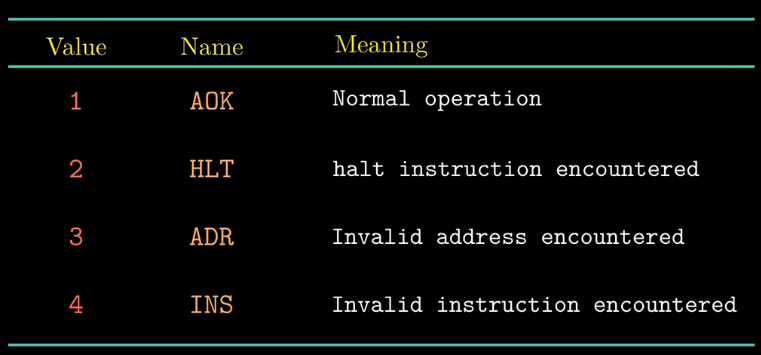 Value Name Meaning
1 AOK Normal operation
2 HLT halt instruction encountered
3 ADR Invalid address encountered
4 INS Invalid instruction encountered